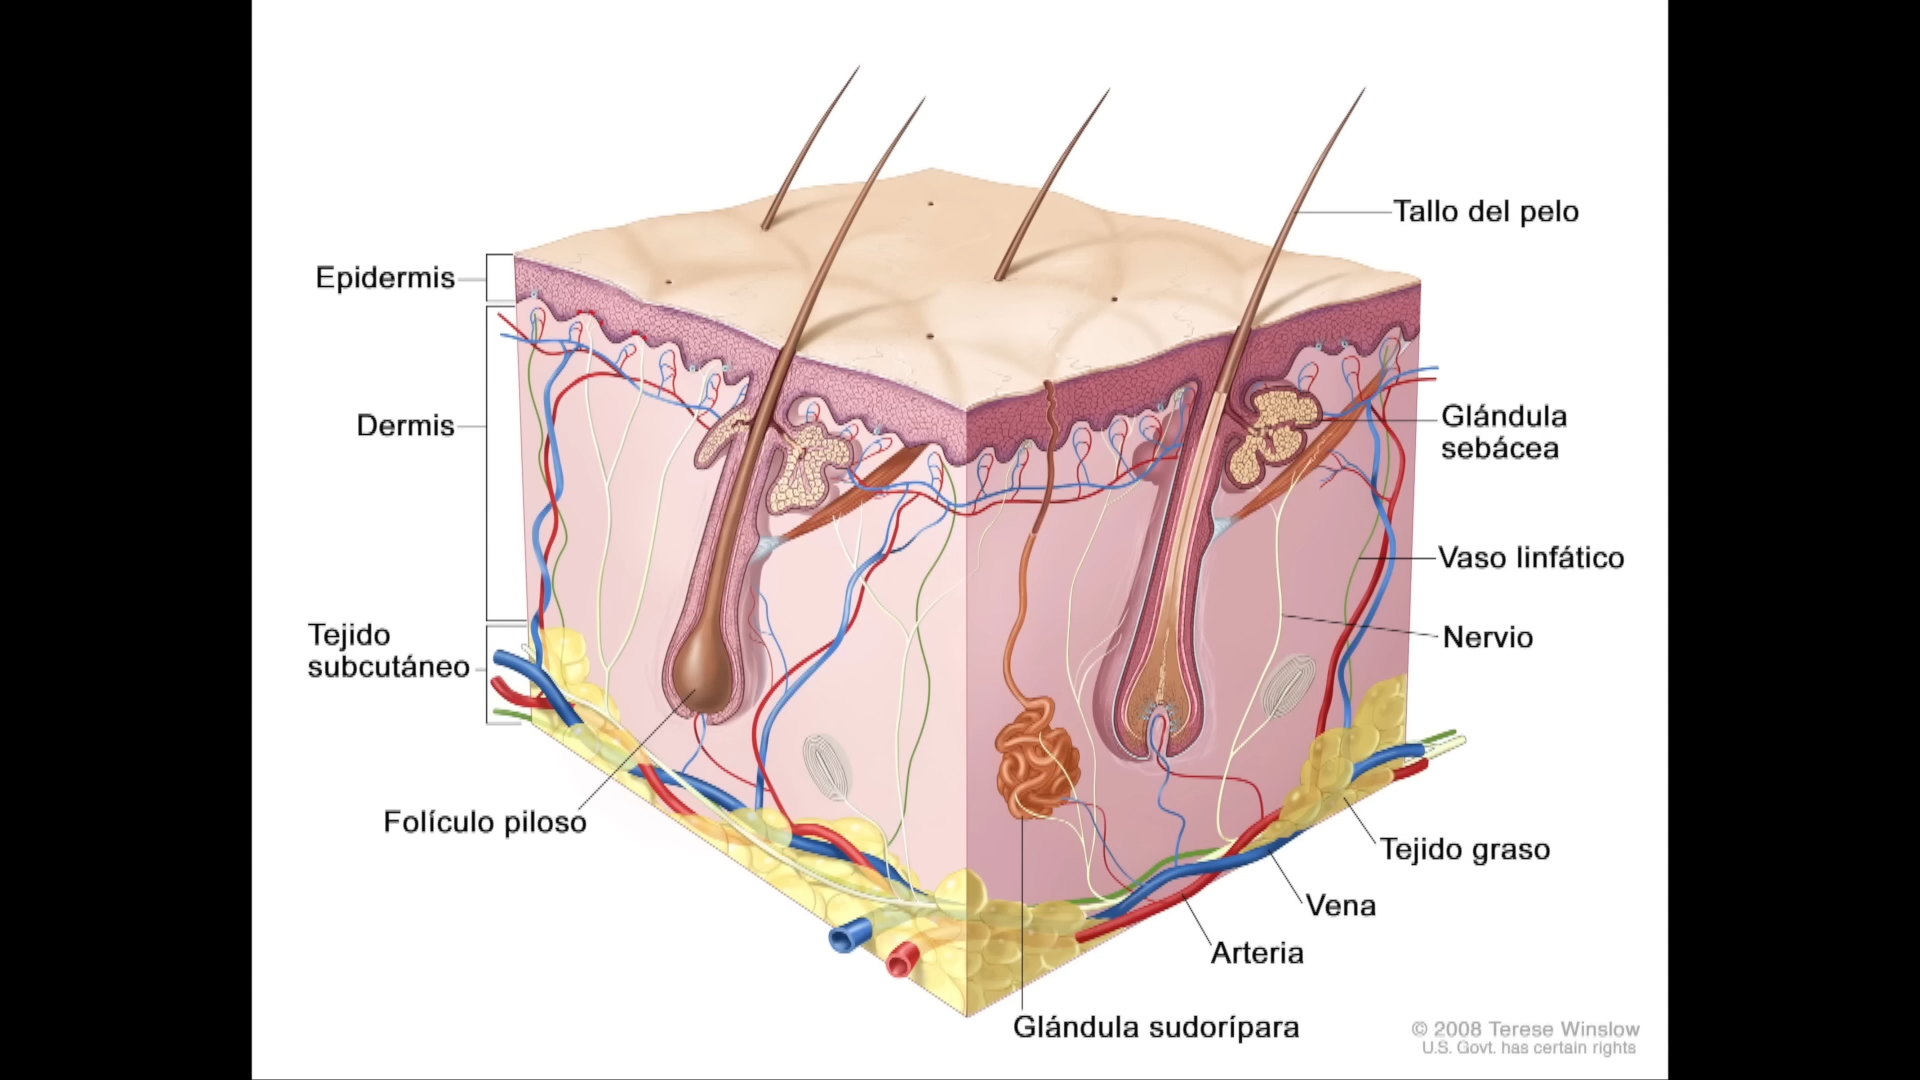 Tallo del pelo
Epidermis
Glándula
sebácea
Dermis
Vaso linfático
Tejido
subcutáneo
Nervio
Folículo piloso
Tejido graso
Vena
Arteria
Glándula sudorípara
© 2008 Terese Winslow
U.S. Govt. has certain rights